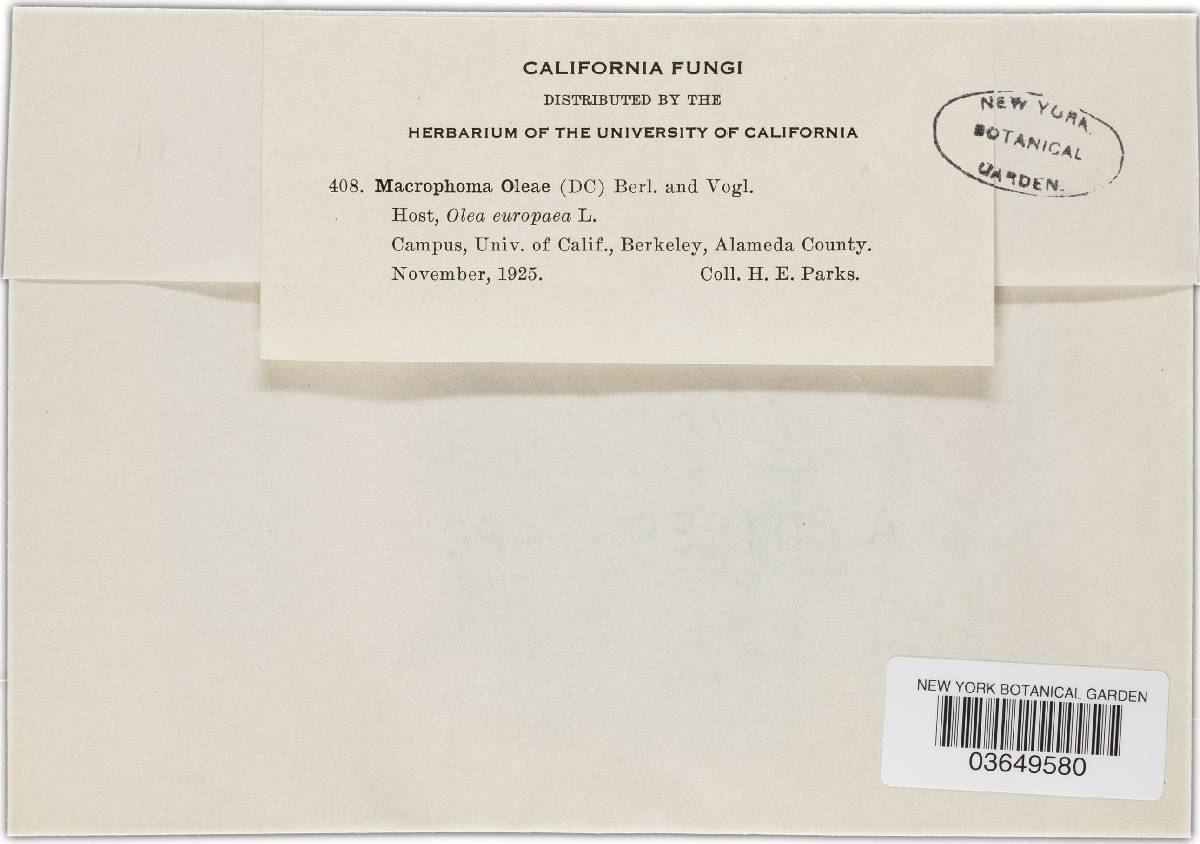 CALIFORNIA FUNGI
DISTRIBUTED BY THE
HERBARIUM OF THE UNIVERSITY OF CALIFORNIA
NEW YORK
BOTANICAL
GARDEN.
408. Macrophoma Oleae (DC) Berl. and Vogl.
Host, Olea europaea L.
Campus, Univ. of Calif., Berkeley, Alameda County.
November, 1925. Coll. H. E. Parks.
NEW YORK BOTANICAL GARDEN
03649580